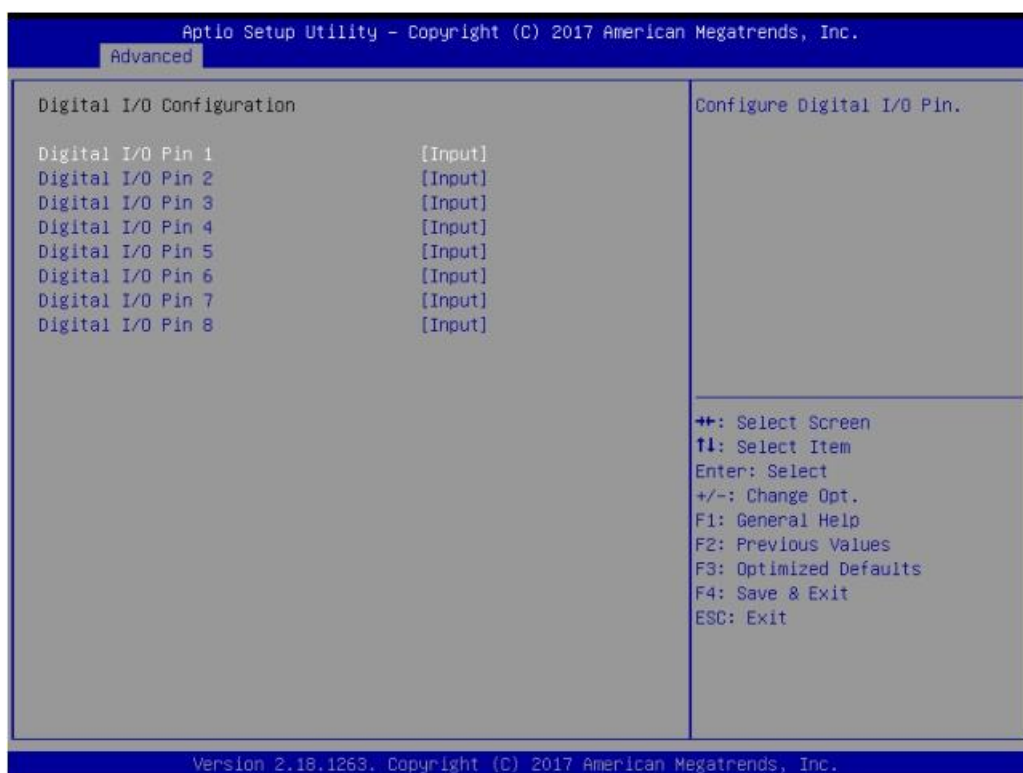 Aptio Setup Utility – Copyright (C) 2017 American Megatrends, Inc.
Advanced
Digital I/O Configuration
Digital I/O Pin 1 [Input]
Digital I/O Pin 2 [Input]
Digital I/O Pin 3 [Input]
Digital I/O Pin 4 [Input]
Digital I/O Pin 5 [Input]
Digital I/O Pin 6 [Input]
Digital I/O Pin 7 [Input]
Digital I/O Pin 8 [Input]
Configure Digital I/O Pin.
→←: Select Screen
↑↓: Select Item
Enter: Select
+/-: Change Opt.
F1: General Help
F2: Previous Values
F3: Optimized Defaults
F4: Save & Exit
ESC: Exit
Version 2.18.1263. Copyright (C) 2017 American Megatrends, Inc.